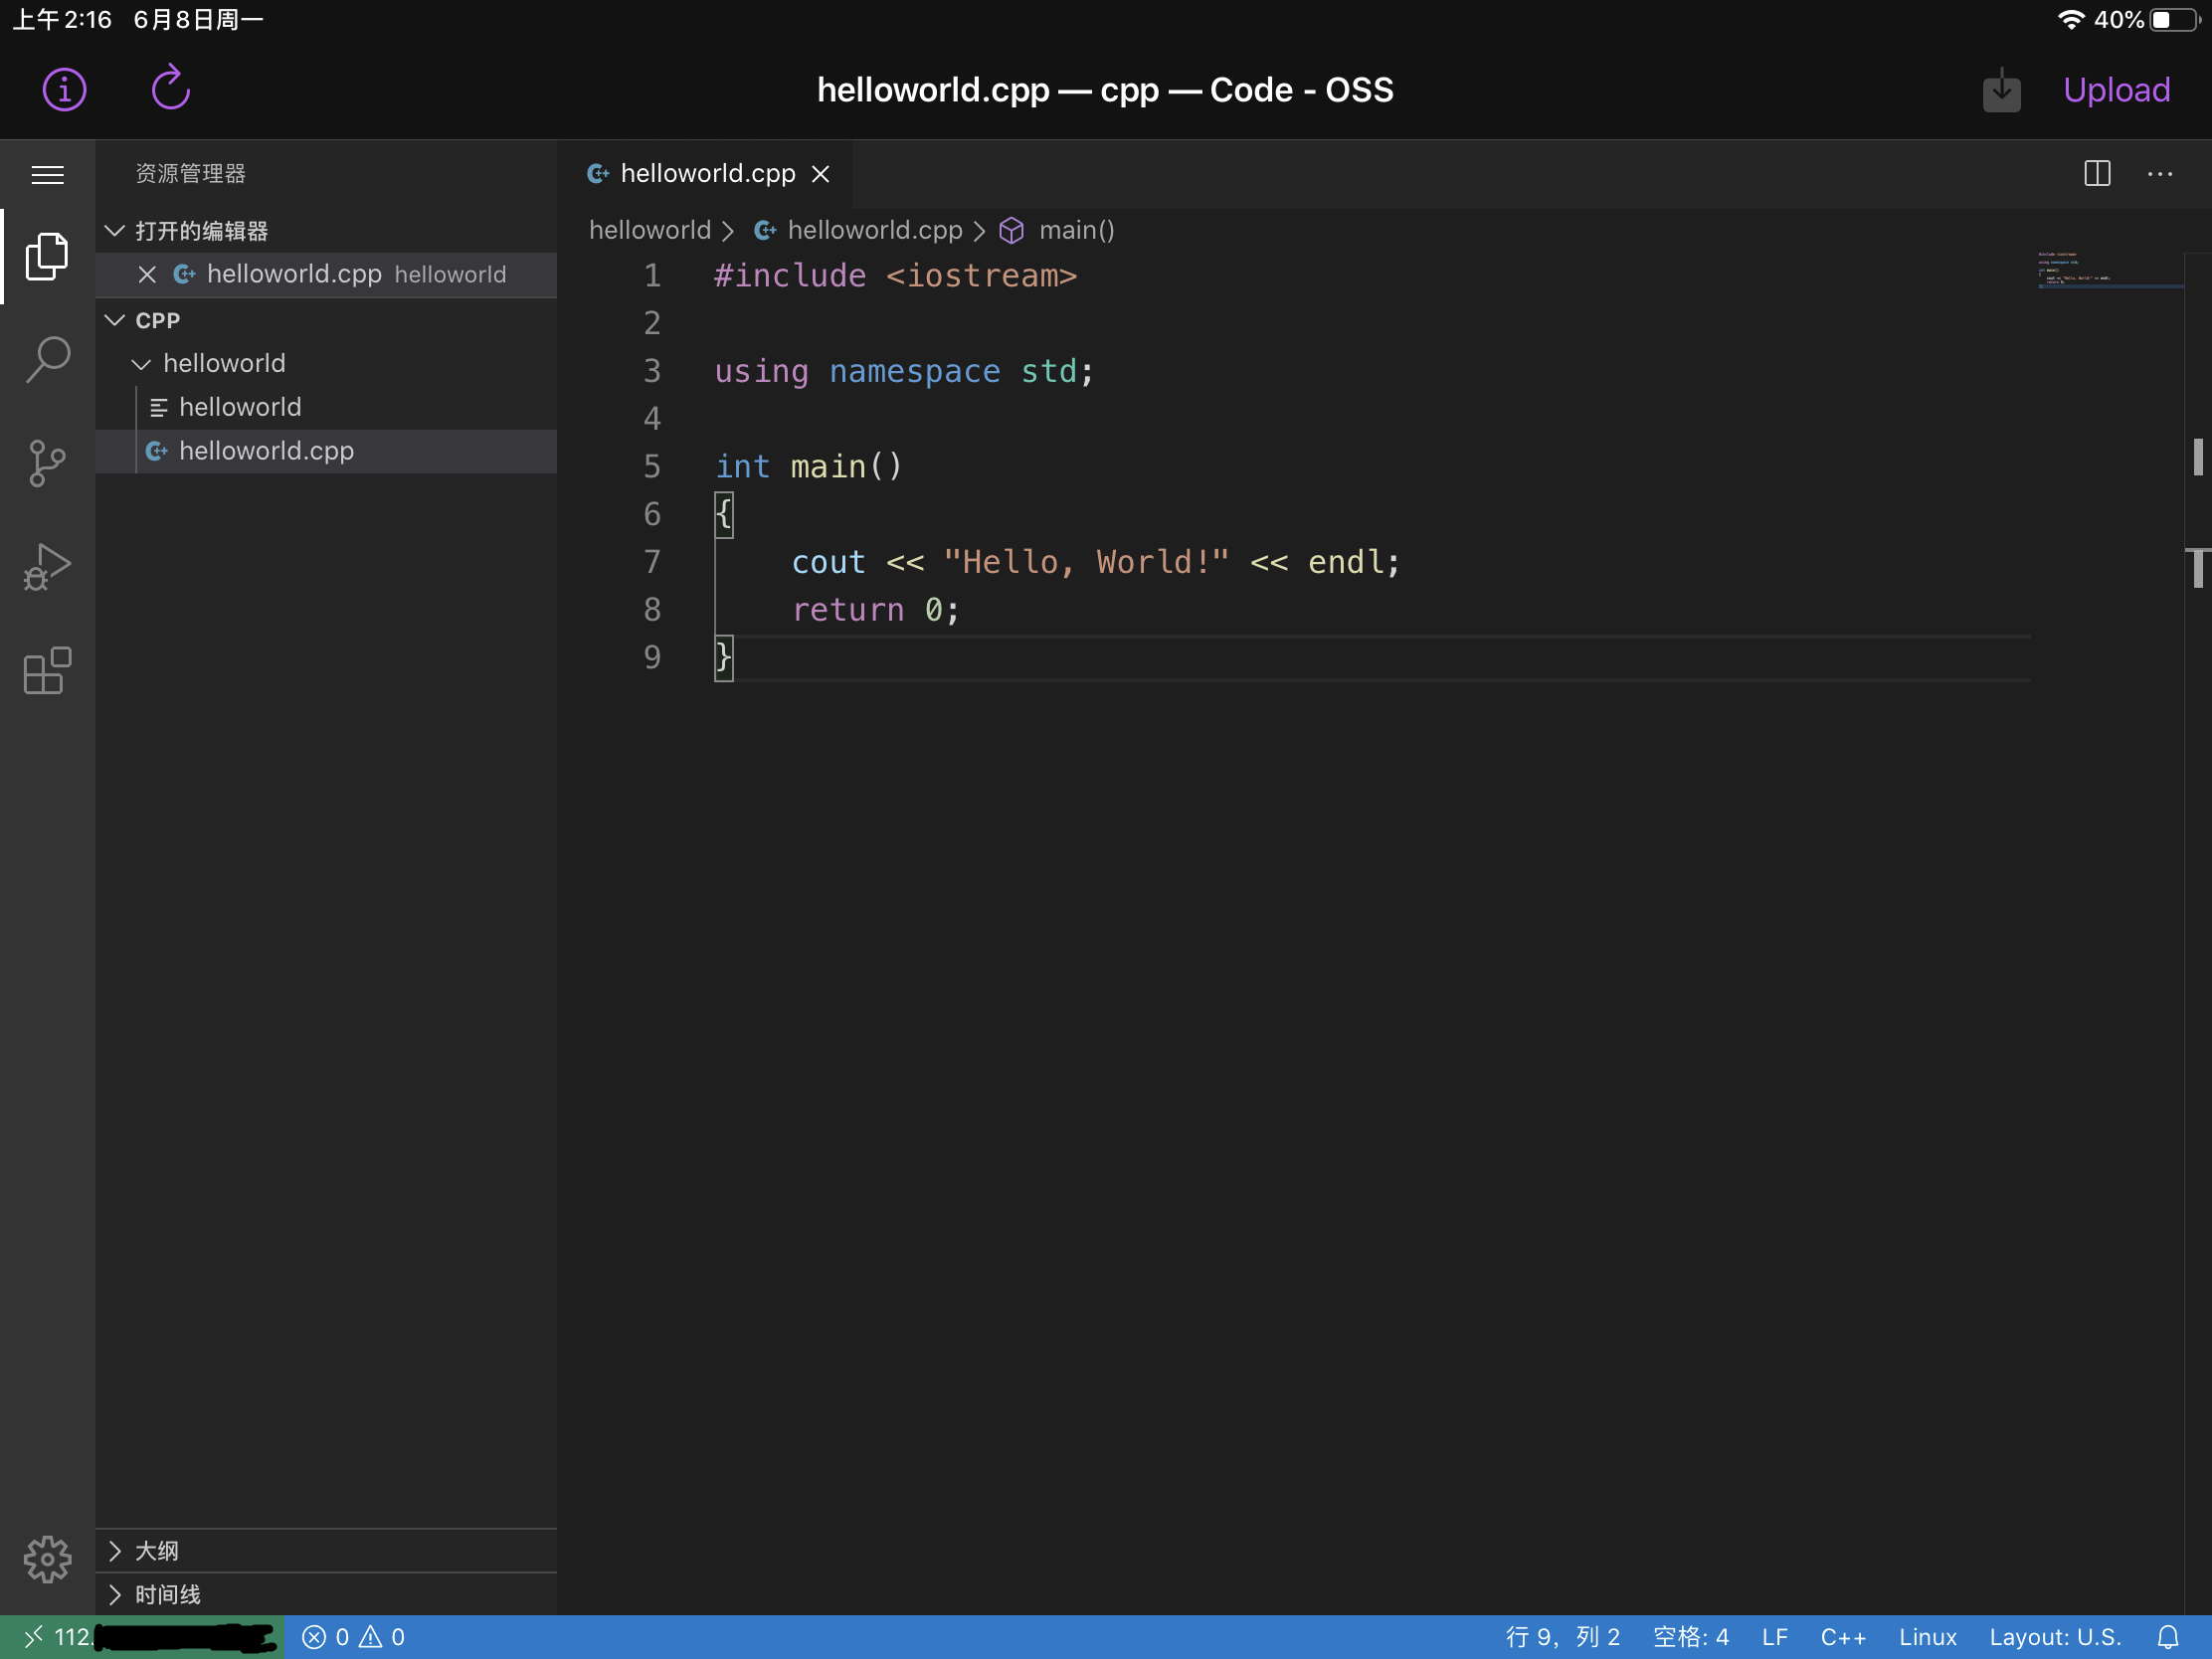 上午2:16 6月8日周一
40%
helloworld.cpp — cpp — Code - OSS
Upload
资源管理器
打开的编辑器
helloworld.cpp helloworld
CPP
helloworld
helloworld
helloworld.cpp
大纲
时间线
helloworld.cpp
helloworld > helloworld.cpp > main()
1 #include <iostream>
2
3 using namespace std;
4
5 int main()
6 {
7     cout << "Hello, World!" << endl;
8     return 0;
9 }
112.
0 0
行 9，列 2 空格: 4 LF C++ Linux Layout: U.S.